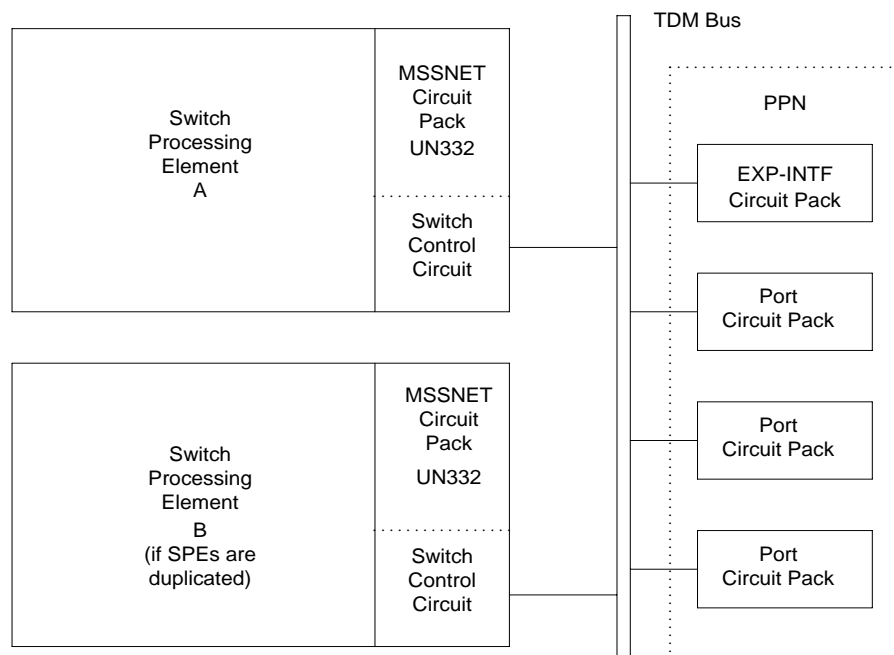 TDM Bus
MSSNET
Circuit
Pack
UN332
Switch
Processing
Element
A
Switch
Control
Circuit
PPN
EXP-INTF
Circuit Pack
Port
Circuit Pack
MSSNET
Circuit
Pack
UN332
Switch
Processing
Element
B
(if SPEs are
duplicated)
Switch
Control
Circuit
Port
Circuit Pack
Port
Circuit Pack